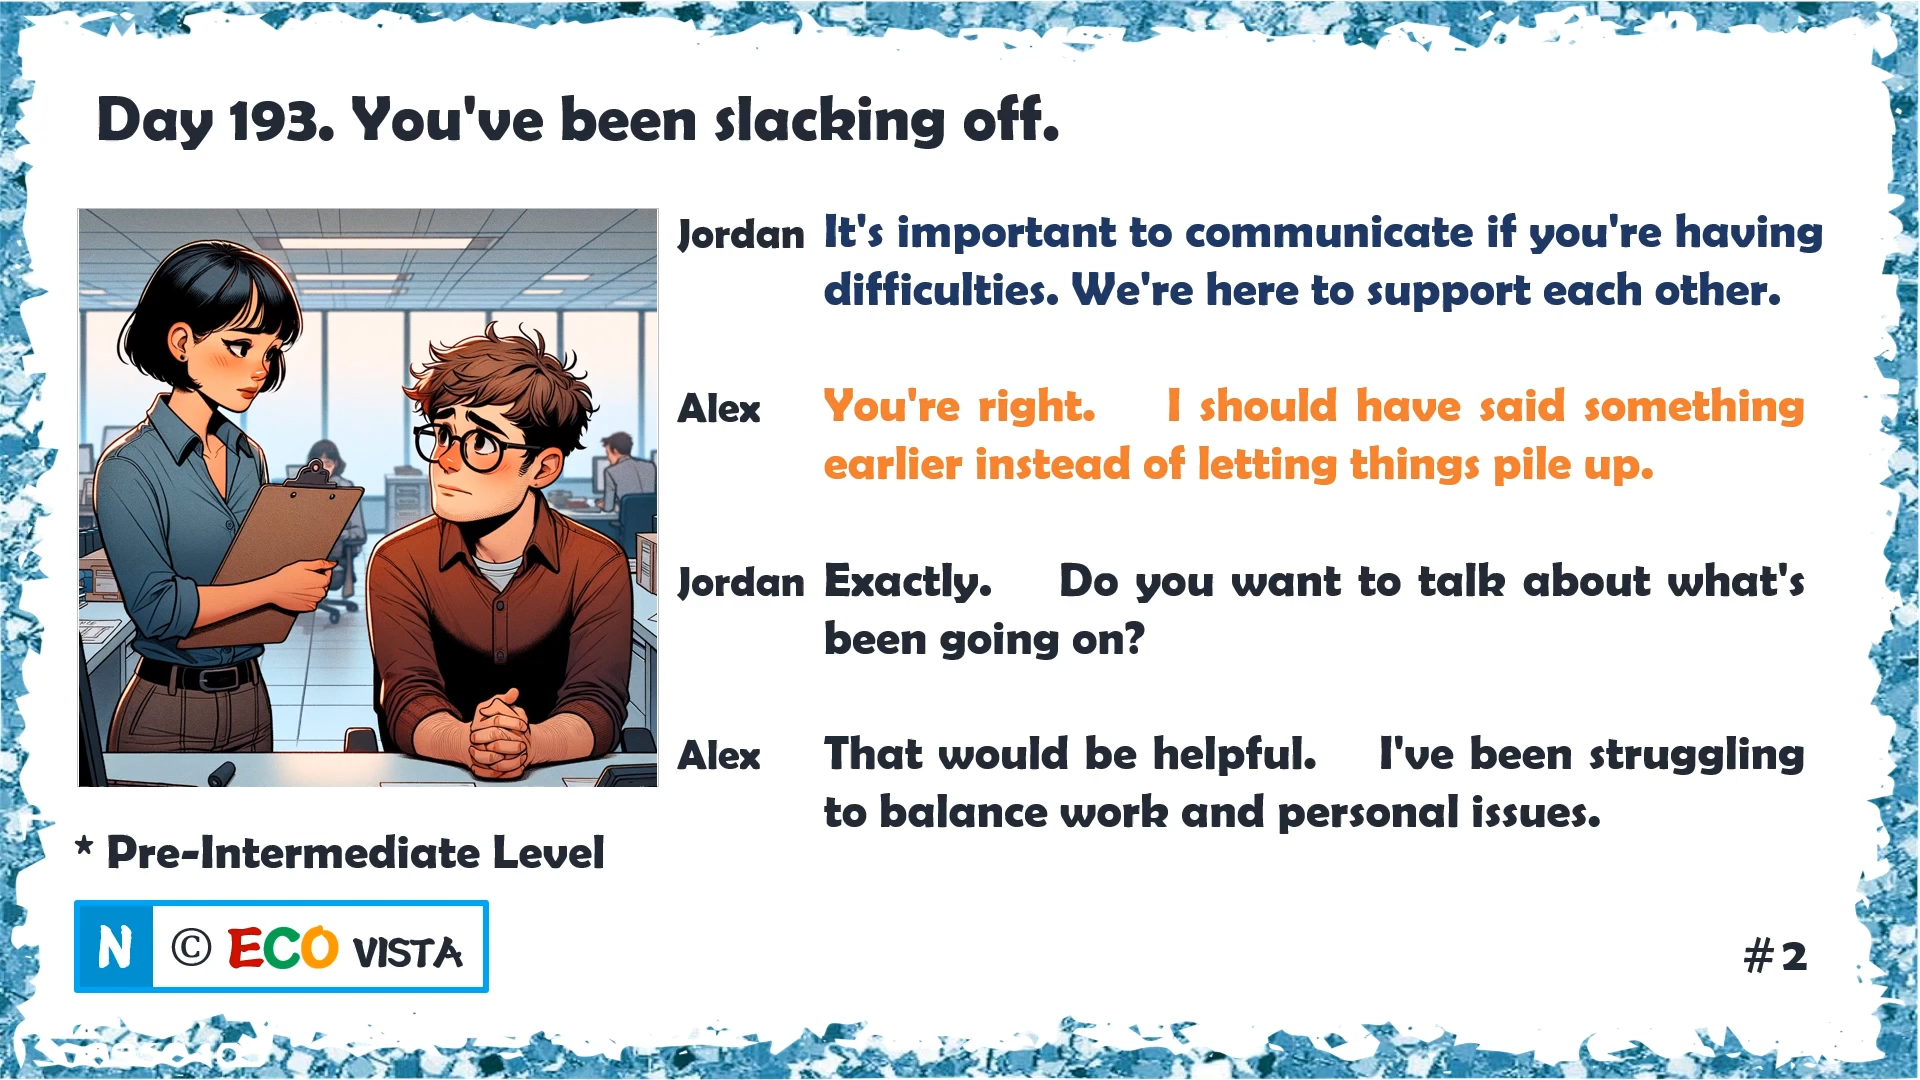 Day 193. You've been slacking off.
Jordan It's important to communicate if you're having
difficulties. We're here to support each other.
Alex You're right. I should have said something
earlier instead of letting things pile up.
Jordan Exactly. Do you want to talk about what's
been going on?
Alex That would be helpful. I've been struggling
to balance work and personal issues.
* Pre-Intermediate Level
N © ECO VISTA
#2